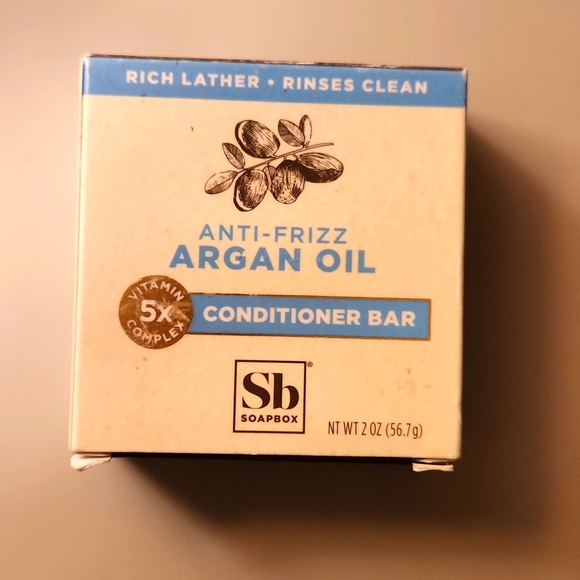 RICH LATHER • RINSES CLEAN
ANTI-FRIZZ
ARGAN OIL
VITAMIN
5X
COMPLEX
CONDITIONER BAR
Sb®
SOAPBOX
NT WT 2 OZ (56.7g)